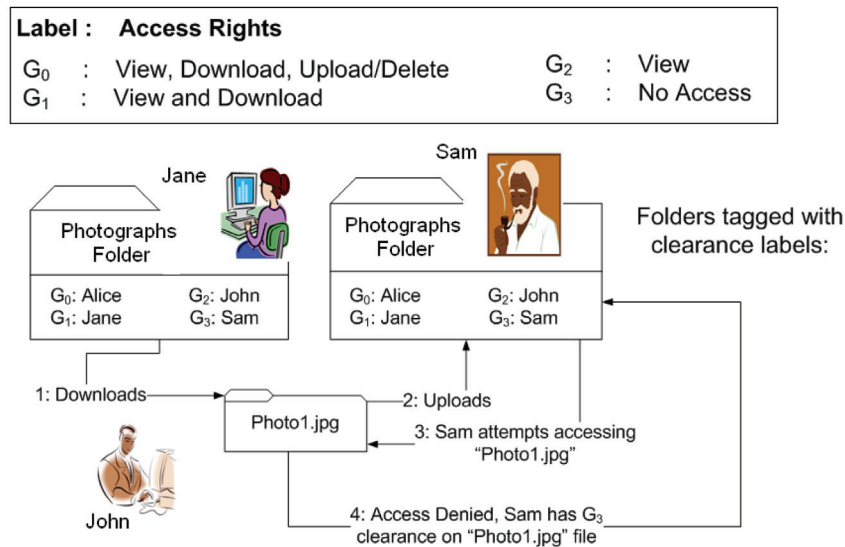 Label : Access Rights
G₀ : View, Download, Upload/Delete
G₁ : View and Download
G₂ : View
G₃ : No Access
Jane
Sam
Photographs
Folder
G₀: Alice G₂: John
G₁: Jane G₃: Sam
Photographs
Folder
G₀: Alice G₂: John
G₁: Jane G₃: Sam
Folders tagged with
clearance labels:
1: Downloads
Photo1.jpg
2: Uploads
3: Sam attempts accessing
“Photo1.jpg”
John
4: Access Denied, Sam has G₃
clearance on “Photo1.jpg” file